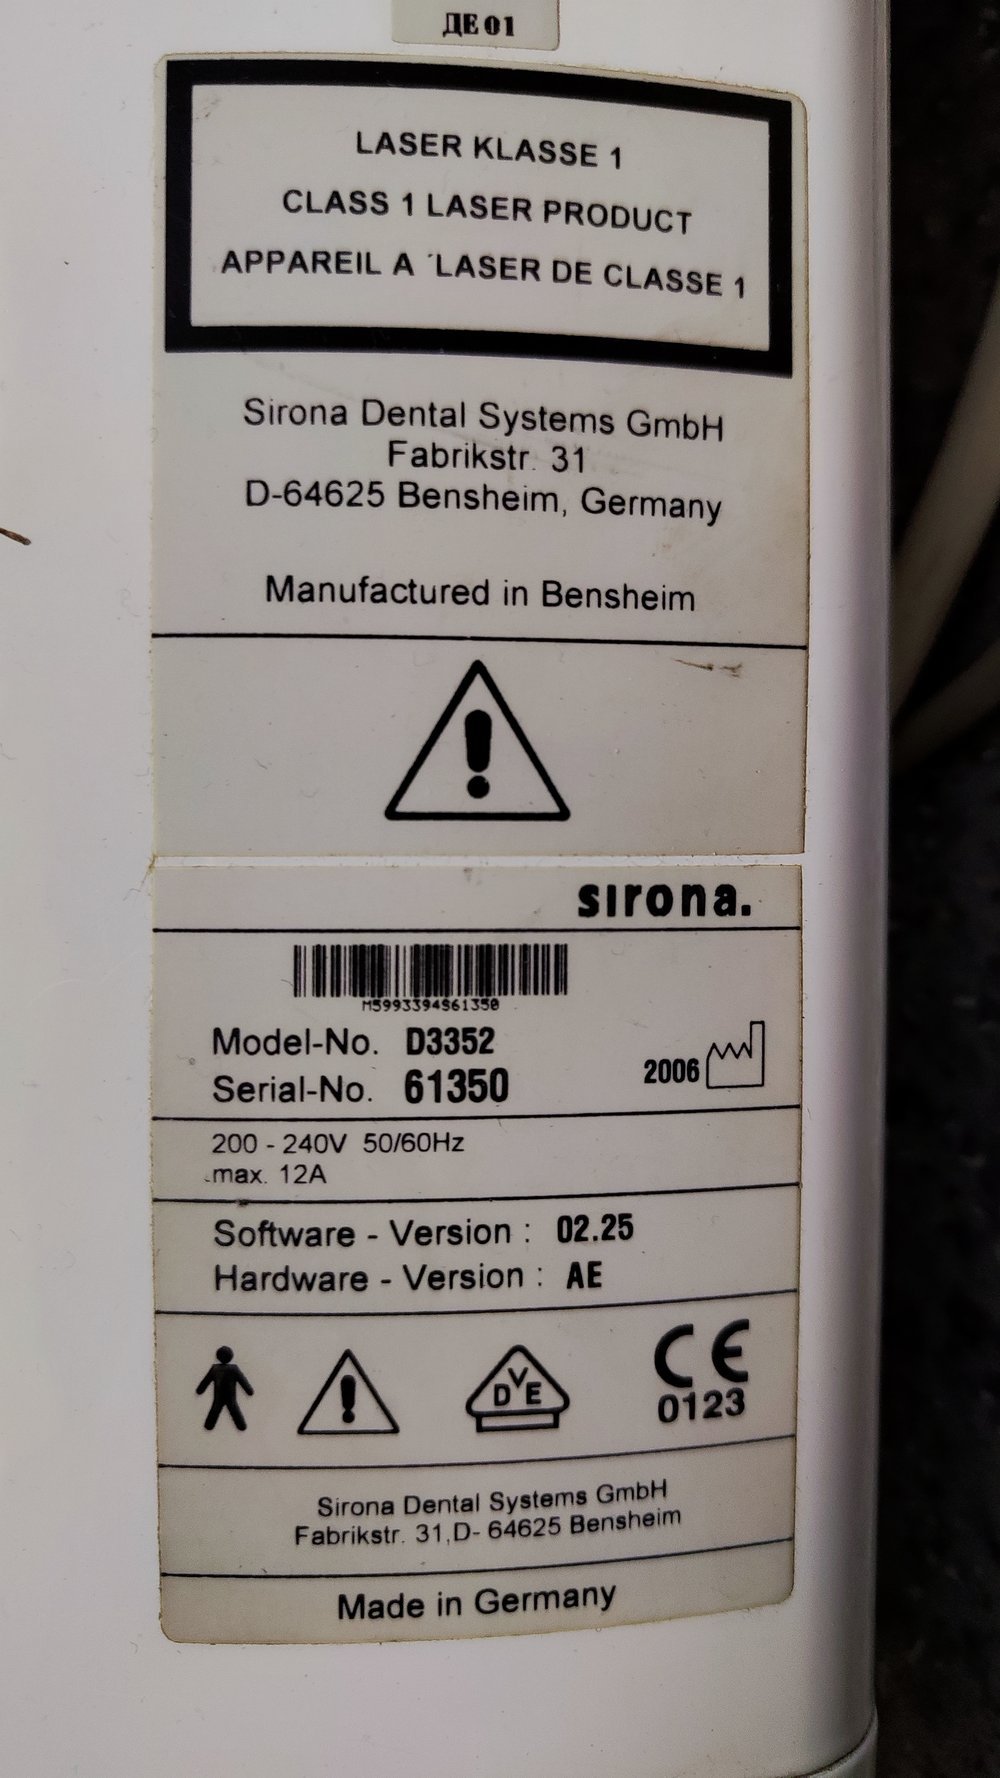 ДЕ 01
LASER KLASSE 1
CLASS 1 LASER PRODUCT
APPAREIL A ´LASER DE CLASSE 1
Sirona Dental Systems GmbH
Fabrikstr. 31
D-64625 Bensheim, Germany
Manufactured in Bensheim
sirona.
M5993394S61350
Model-No. D3352
Serial-No. 61350
2006
200 - 240V 50/60Hz
max. 12A
Software - Version : 02.25
Hardware - Version : AE
DVE
CE
0123
Sirona Dental Systems GmbH
Fabrikstr. 31,D- 64625 Bensheim
Made in Germany